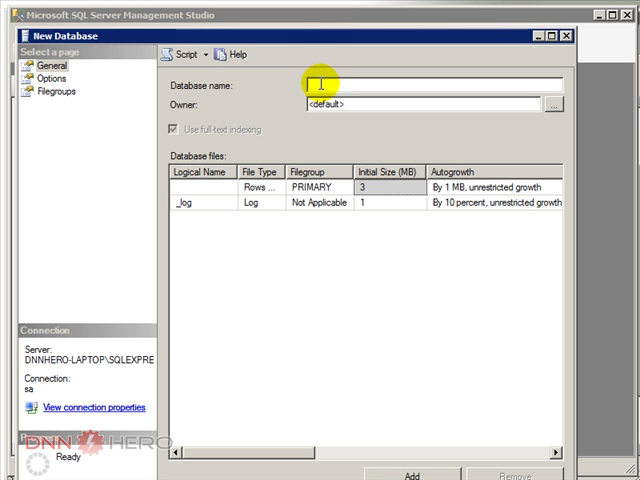 Microsoft SQL Server Management Studio
New Database
Select a page
General
Options
Filegroups
Script
Help
Database name:
Owner:
<default>
...
Use full-text indexing
Database files:
Logical Name File Type Filegroup Initial Size (MB) Autogrowth
Rows ... PRIMARY 3 By 1 MB, unrestricted growth
_log Log Not Applicable 1 By 10 percent, unrestricted growth
Connection
Server:
DNNHERO-LAPTOP\SQLEXPRE
Connection:
sa
View connection properties
DNN HERO
Ready
Add
Remove